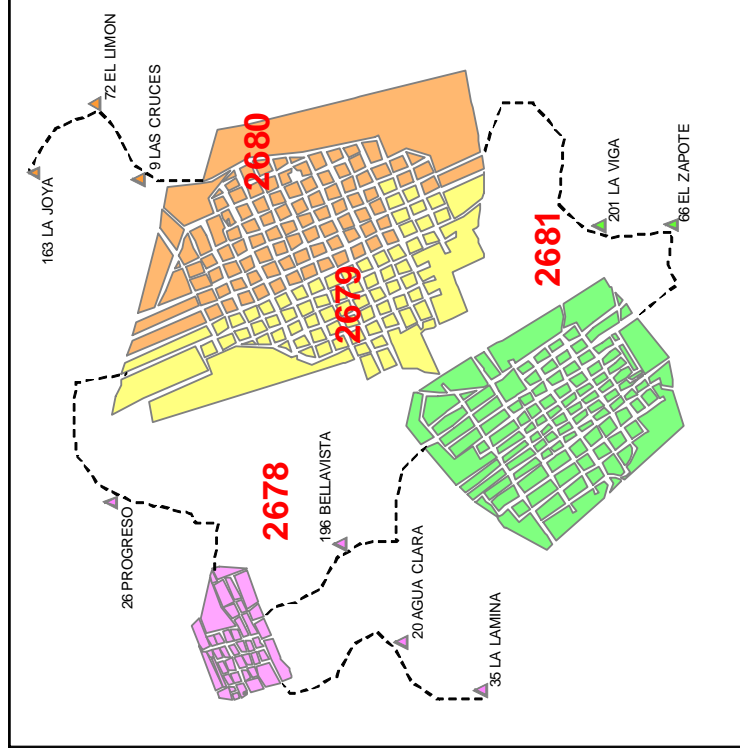 163 LA JOYA
72 EL LIMON
9 LAS CRUCES
2680
2679
2681
201 LA VIGA
66 EL ZAPOTE
26 PROGRESO
2678
196 BELLAVISTA
20 AGUA CLARA
35 LA LAMINA